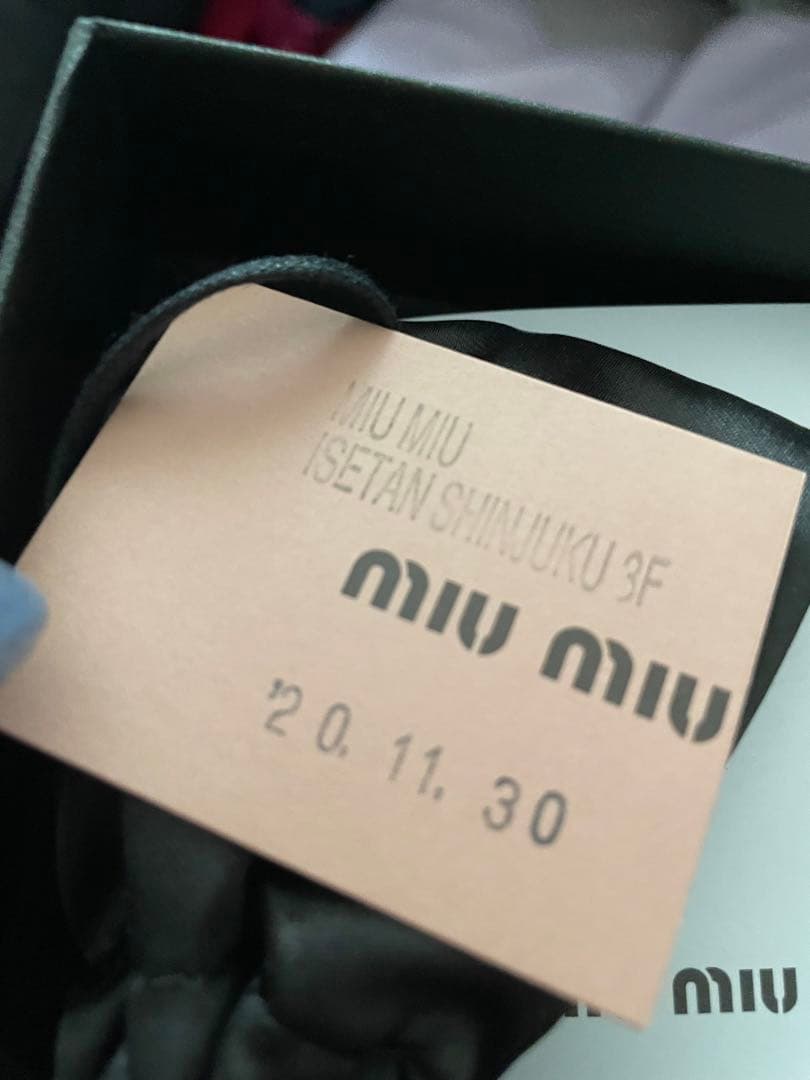 MIU MIU
ISETAN SHINJUKU 3F
miu miu
'20. 11. 30
miu